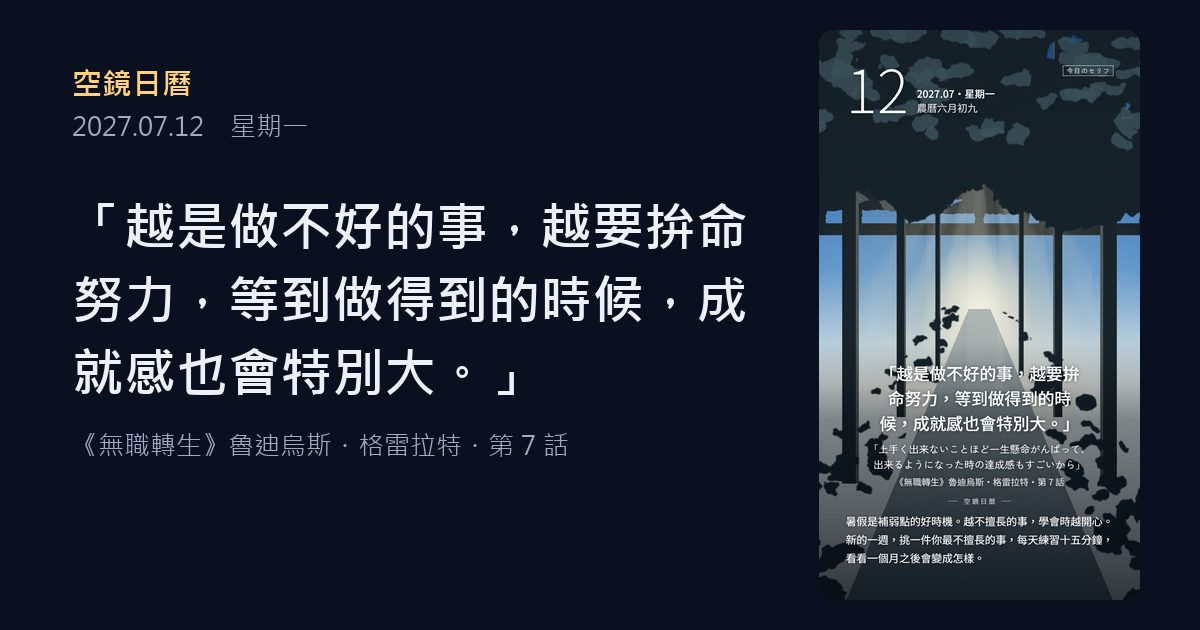 空鏡日曆
2027.07.12 星期一
「越是做不好的事，越要拚命
努力，等到做得到的時候，成
就感也會特別大。」
《無職轉生》魯迪烏斯・格雷拉特・第 7 話
12
2027.07・星期一
農曆六月初九
今日のセリフ
「越是做不好的事，越要拚
命努力，等到做得到的時
候，成就感也會特別大。」
「上手く出来ないことほど一生懸命がんばって、
出来るようになった時の達成感もすごいから」
《無職轉生》魯迪烏斯・格雷拉特・第 7 話
— 空鏡日曆 —
暑假是補弱點的好時機。越不擅長的事，學會時越開心。
新的一週，挑一件你最不擅長的事，每天練習十五分鐘，
看看一個月之後會變成怎樣。